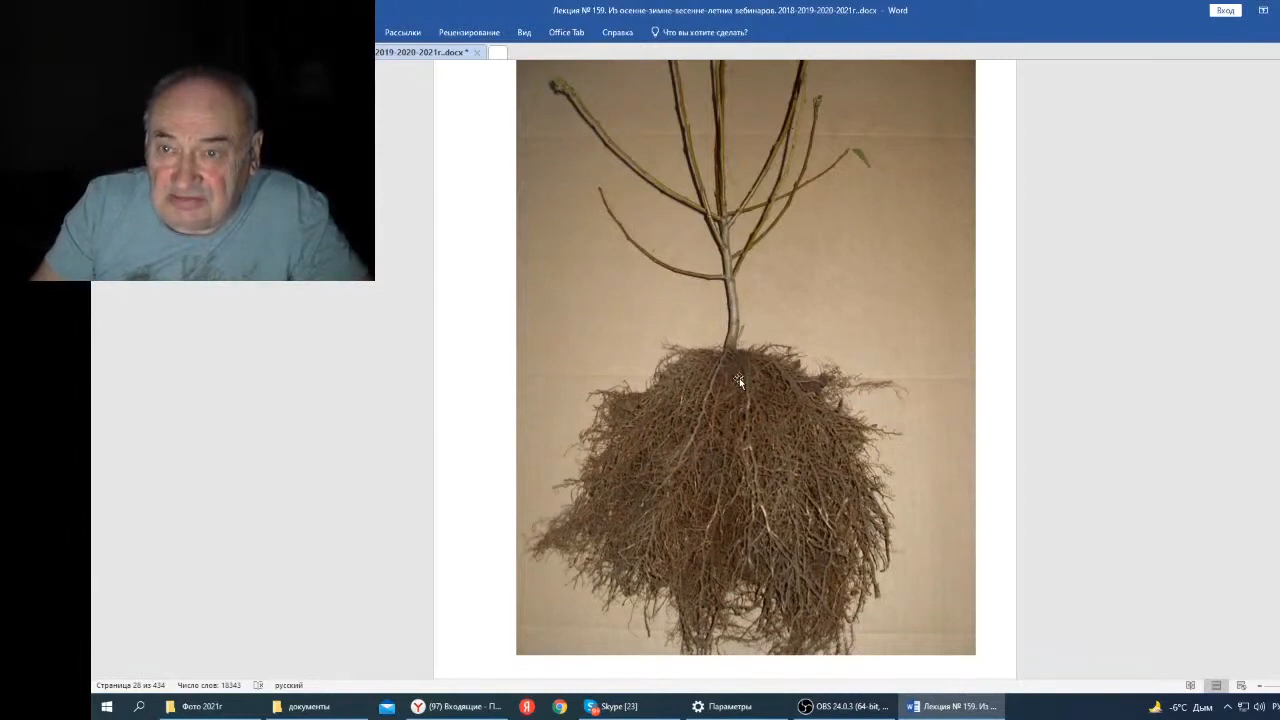 Лекция № 159. Из осенне-зимне-весенне-летних вебинаров. 2018-2019-2020-2021г..docx - Word
Вход
Рассылки Рецензирование Вид Office Tab Справка Что вы хотите сделать?
2019-2020-2021г..docx *
Страница 28 из 434 Число слов: 18343 русский
Фото 2021г документы (97) Входящие - П... Skype [23] Параметры OBS 24.0.3 (64-bit, ... Лекция № 159. Из ... -6°C Дым